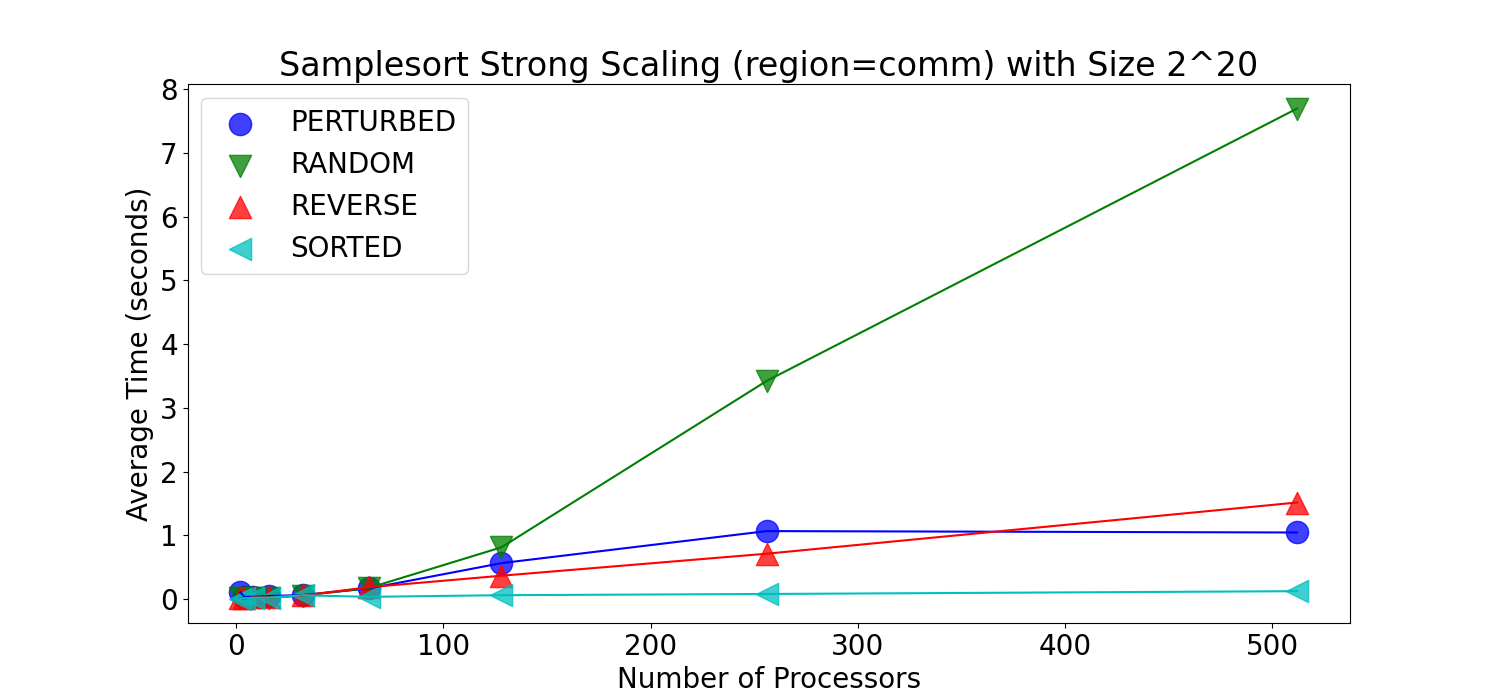 Samplesort Strong Scaling (region=comm) with Size 2^20
8
7
6
5
4
3
2
1
0
Average Time (seconds)
PERTURBED
RANDOM
REVERSE
SORTED
0 100 200 300 400 500
Number of Processors